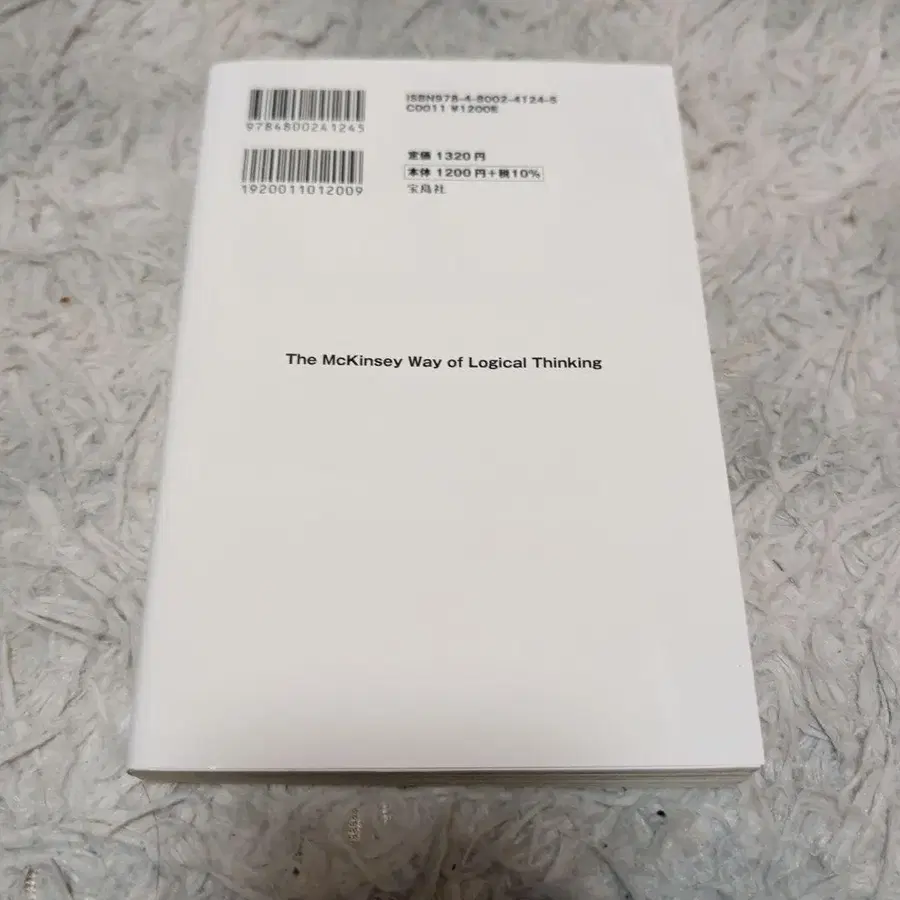 ISBN978-4-8002-4124-5
C0011 ¥1200E
9784800241245
定価 1320円
本体 1200円+税10%
1920011012009
宝島社
The McKinsey Way of Logical Thinking